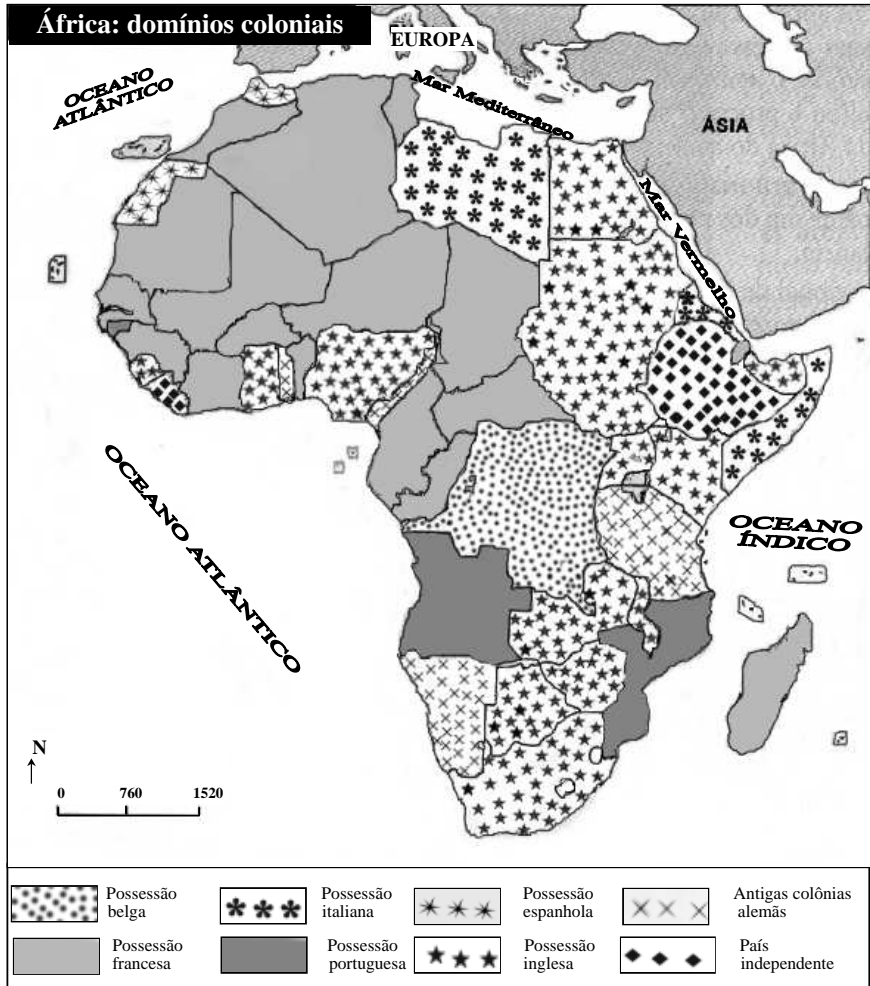 África: domínios coloniais
EUROPA
OCEANO
ATLÂNTICO
Mar Mediterrâneo
ÁSIA
Mar Vermelho
OCEANO ATLÂNTICO
OCEANO
ÍNDICO
N
0 760 1520
Possessão
belga
Possessão
italiana
Possessão
espanhola
Antigas colônias
alemãs
Possessão
francesa
Possessão
portuguesa
Possessão
inglesa
País
independente